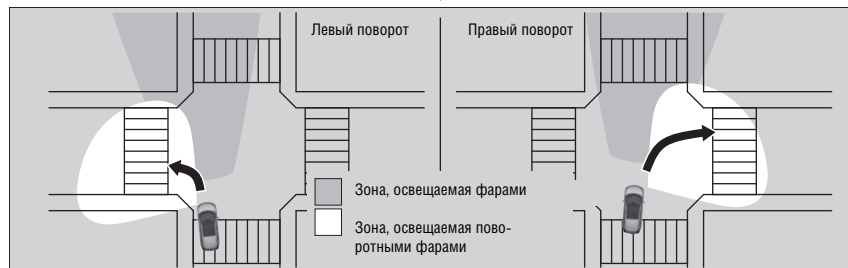 Левый поворот
Правый поворот
Зона, освещаемая фарами
Зона, освещаемая пово-
ротными фарами